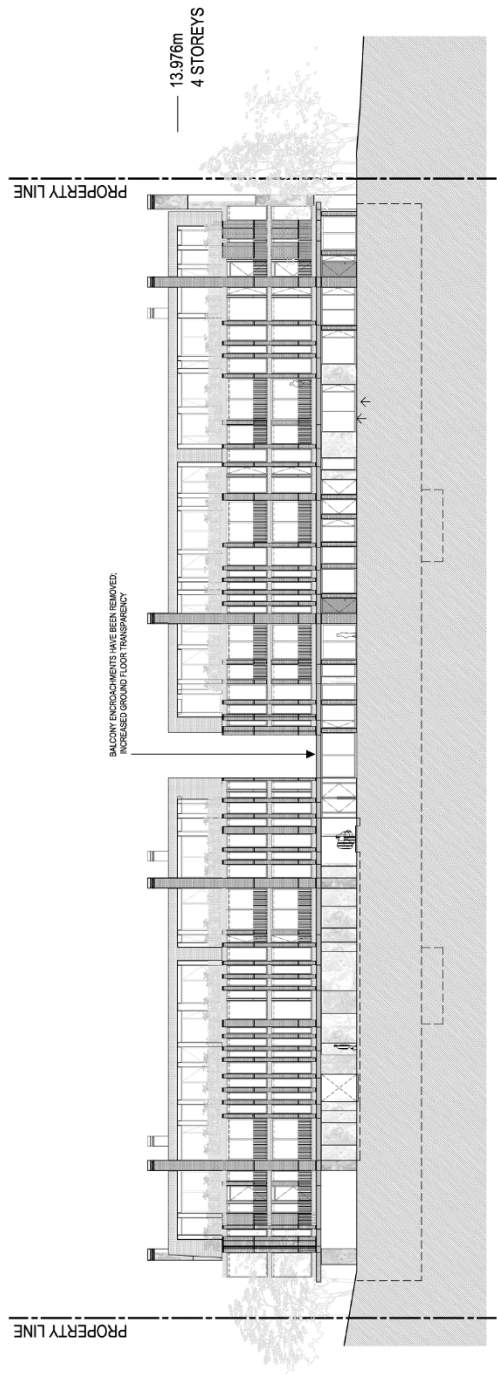 13.976m
4 STOREYS
PROPERTY LINE
BALCONY ENCROACHMENTS HAVE BEEN REMOVED;
INCREASED GROUND FLOOR TRANSPARENCY
PROPERTY LINE